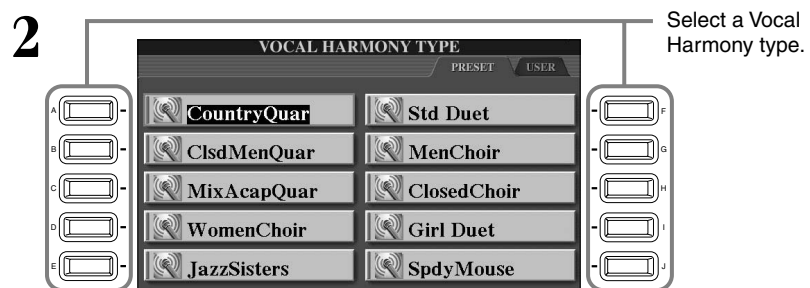 2
Select a Vocal
Harmony type.
VOCAL HARMONY TYPE
PRESET USER
A CountryQuar Std Duet F
B ClsdMenQuar MenChoir G
C MixAcapQuar ClosedChoir H
D WomenChoir Girl Duet I
E JazzSisters SpdyMouse J